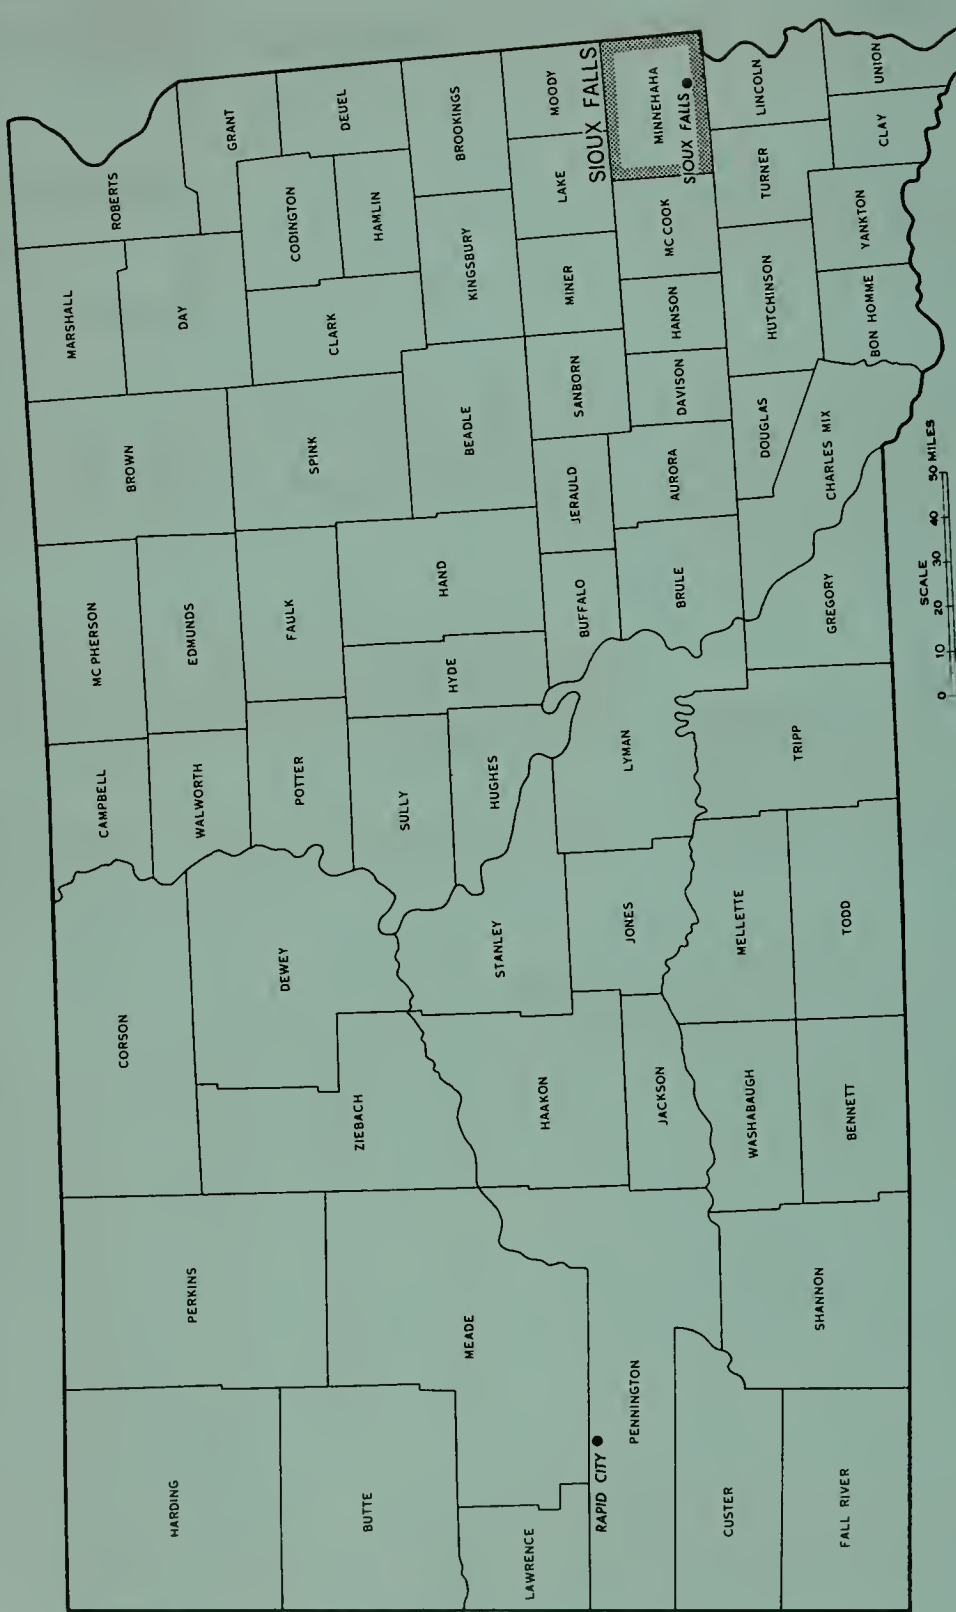 HARDING
PERKINS
CORSON
CAMPBELL
MC PHERSON
BROWN
MARSHALL
ROBERTS
WALWORTH
EDMUNDS
DAY
GRANT
BUTTE
DEWEY
POTTER
FAULK
SPINK
CLARK
CODINGTON
DEUEL
HAMLIN
MEADE
ZIEBACH
SULLY
HYDE
HAND
BEADLE
KINGSBURY
BROOKINGS
LAWRENCE
HAAKON
STANLEY
HUGHES
BUFFALO
JERAULD
SANBORN
MINER
LAKE
MOODY
SIOUX FALLS
RAPID CITY
PENNINGTON
JACKSON
JONES
LYMAN
BRULE
AURORA
DAVISON
HANSON
MC COOK
MINNEHAHA
SIOUX FALLS
CUSTER
WASHABAUGH
MELLETTE
TRIPP
GREGORY
CHARLES MIX
DOUGLAS
HUTCHINSON
TURNER
LINCOLN
FALL RIVER
SHANNON
BENNETT
TODD
BON HOMME
YANKTON
CLAY
UNION
SCALE
0 10 20 30 40 50 MILES